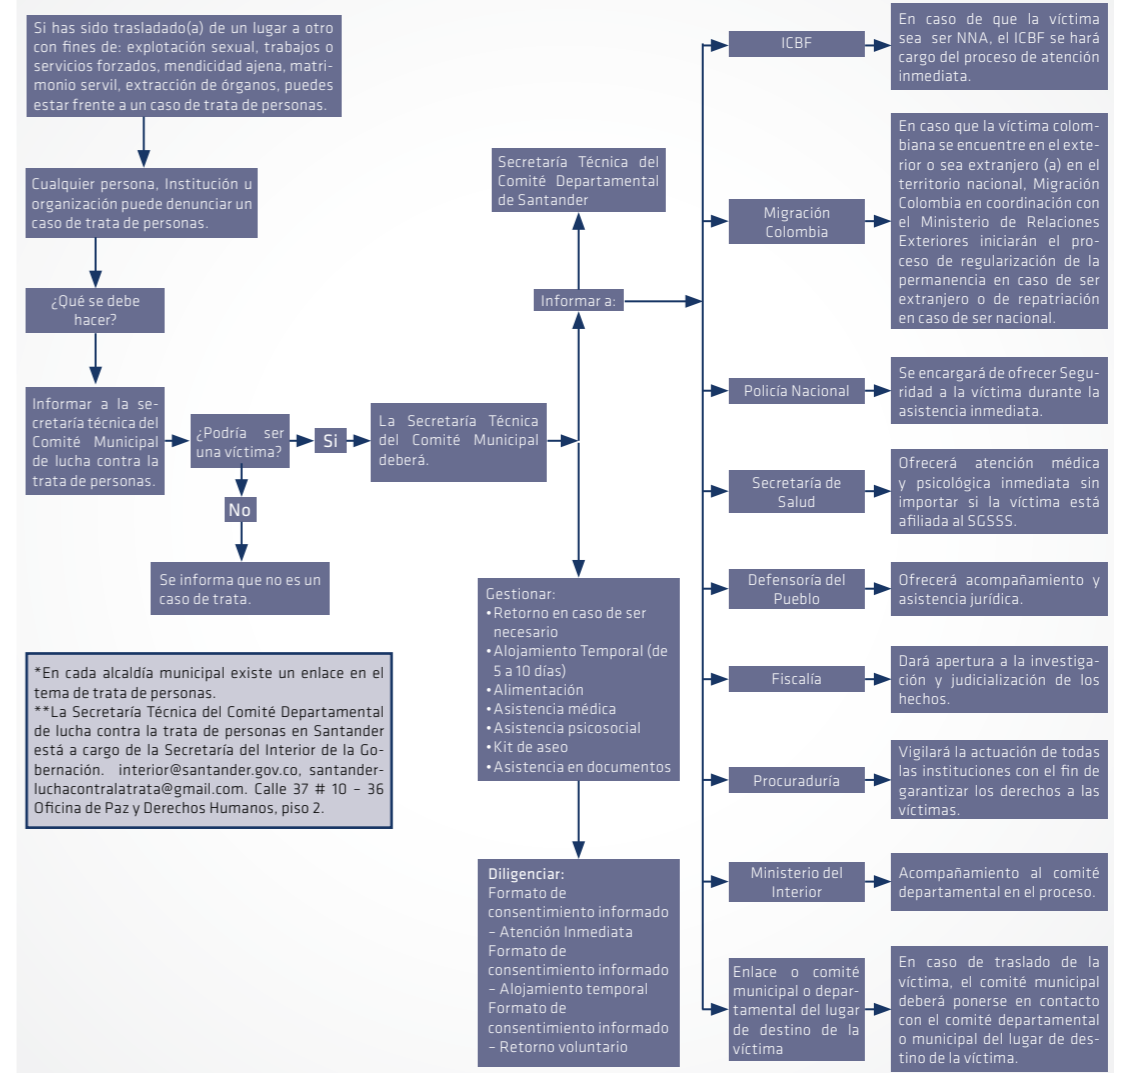 Si has sido trasladado(a) de un lugar a otro
con fines de: explotación sexual, trabajos o
servicios forzados, mendicidad ajena, matri-
monio servil, extracción de órganos, puedes
estar frente a un caso de trata de personas.
Cualquier persona, Institución u
organización puede denunciar un
caso de trata de personas.
¿Qué se debe
hacer?
Informar a la se-
cretaría técnica del
Comité Municipal
de lucha contra la
trata de personas.
¿Podría ser
una víctima?
Si
No
Se informa que no es un
caso de trata.
La Secretaría Técnica
del Comité Municipal
deberá.
Secretaría Técnica del
Comité Departamental
de Santander
Informar a:
Gestionar:
•Retorno en caso de ser
necesario
•Alojamiento Temporal (de
5 a 10 días)
•Alimentación
•Asistencia médica
•Asistencia psicosocial
•Kit de aseo
•Asistencia en documentos
Diligenciar:
Formato de
consentimiento informado
– Atención Inmediata
Formato de
consentimiento informado
– Alojamiento temporal
Formato de
consentimiento informado
– Retorno voluntario
ICBF
En caso de que la víctima
sea ser NNA, el ICBF se hará
cargo del proceso de atención
inmediata.
Migración
Colombia
En caso que la víctima colom-
biana se encuentre en el exte-
rior o sea extranjero (a) en el
territorio nacional, Migración
Colombia en coordinación con
el Ministerio de Relaciones
Exteriores iniciarán el pro-
ceso de regularización de la
permanencia en caso de ser
extranjero o de repatriación
en caso de ser nacional.
Policía Nacional
Se encargará de ofrecer Segu-
ridad a la víctima durante la
asistencia inmediata.
Secretaría de
Salud
Ofrecerá atención médica
y psicológica inmediata sin
importar si la víctima está
afiliada al SGSSS.
Defensoría del
Pueblo
Ofrecerá acompañamiento y
asistencia jurídica.
Fiscalía
Dará apertura a la investiga-
ción y judicialización de los
hechos.
Procuraduría
Vigilará la actuación de todas
las instituciones con el fin de
garantizar los derechos a las
víctimas.
Ministerio del
Interior
Acompañamiento al comité
departamental en el proceso.
Enlace o comité
municipal o depar-
tamental del lugar
de destino de la
víctima
En caso de traslado de la
víctima, el comité municipal
deberá ponerse en contacto
con el comité departamental
o municipal del lugar de des-
tino de la víctima.
*En cada alcaldía municipal existe un enlace en el
tema de trata de personas.
**La Secretaría Técnica del Comité Departamental
de lucha contra la trata de personas en Santander
está a cargo de la Secretaría del Interior de la Go-
bernación. interior@santander.gov.co, santander-
luchacontralatrata@gmail.com. Calle 37 # 10 – 36
Oficina de Paz y Derechos Humanos, piso 2.